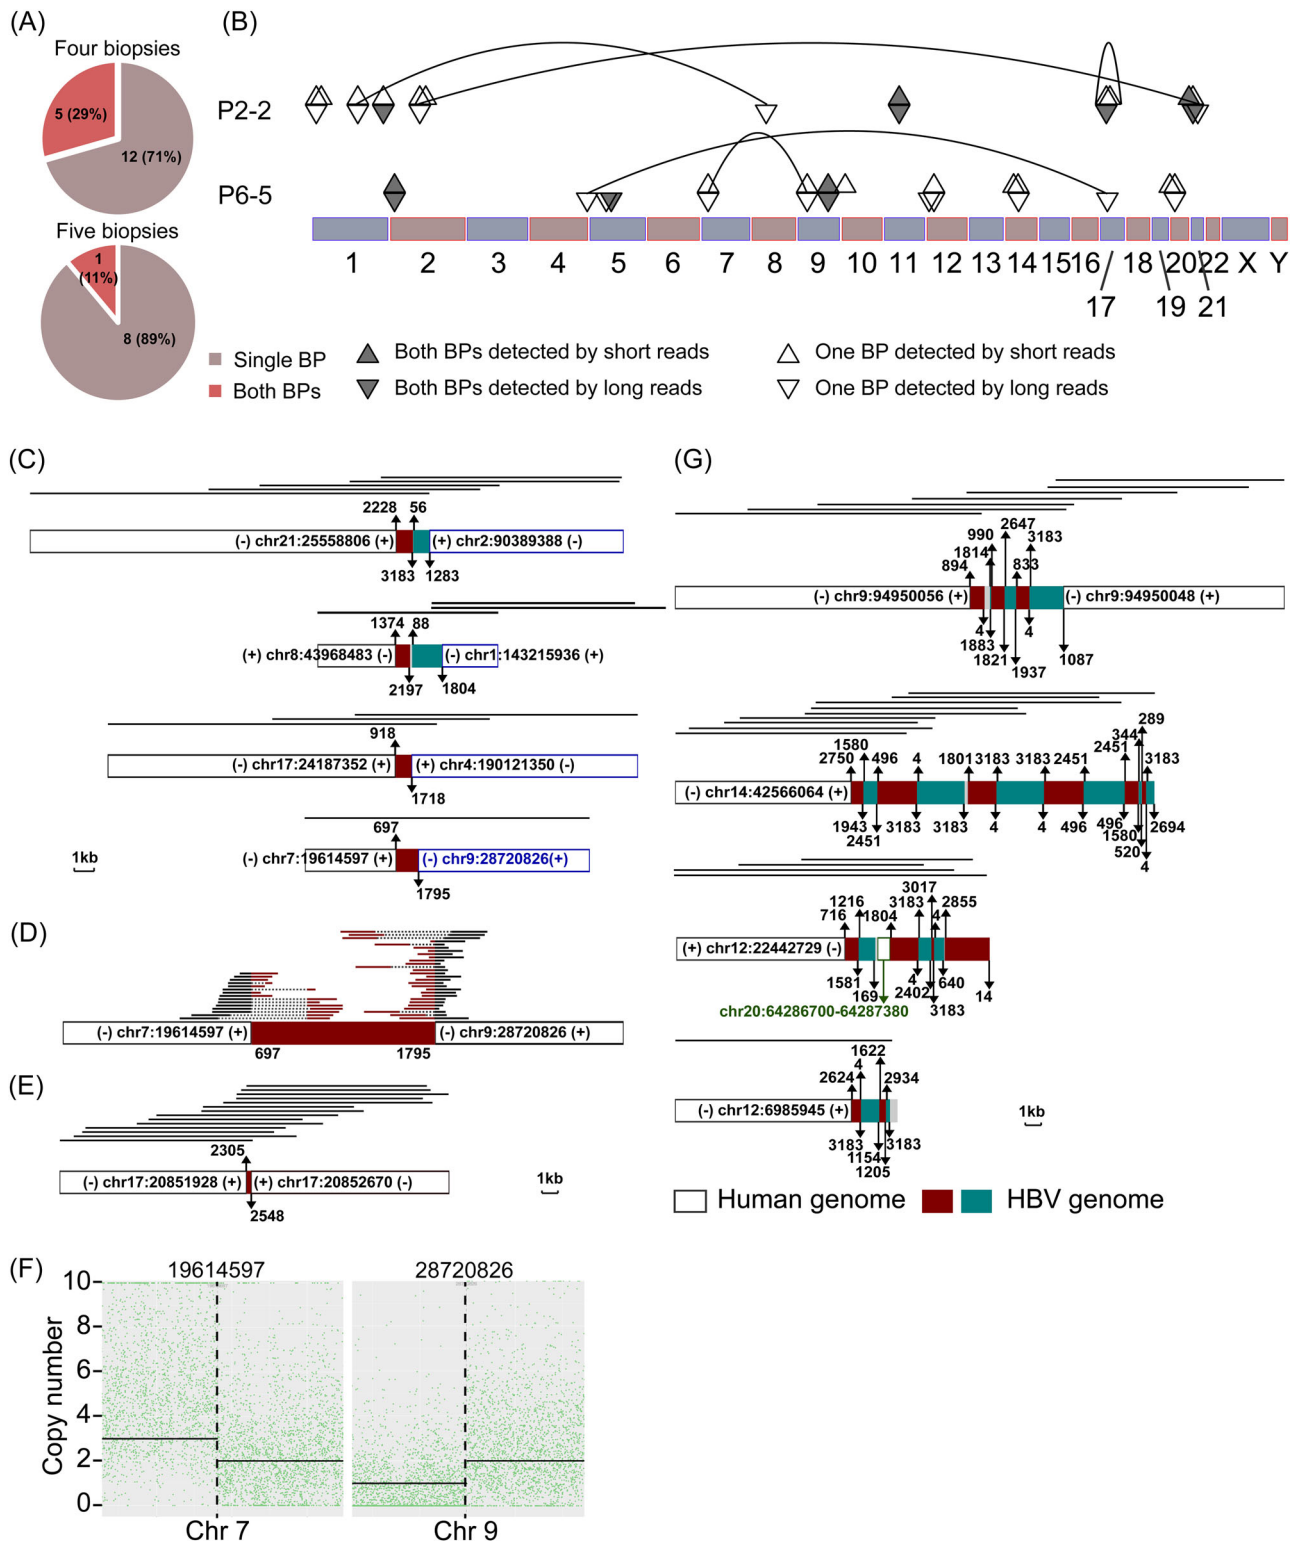 (A)
Four biopsies
5 (29%)
12 (71%)
Five biopsies
1
(11%)
8 (89%)
Single BP
Both BPs
(B)
P2-2
P6-5
1 2 3 4 5 6 7 8 9 10 11 12 13 14 15 16 18 20 22 X Y
17 19 21
Both BPs detected by short reads
One BP detected by short reads
Both BPs detected by long reads
One BP detected by long reads
(C)
2228 56
(-) chr21:25558806 (+) (+) chr2:90389388 (-)
3183 1283
1374 88
(+) chr8:43968483 (-) (-) chr1:143215936 (+)
2197 1804
918
(-) chr17:24187352 (+) (+) chr4:190121350 (-)
1718
697
(-) chr7:19614597 (+) (-) chr9:28720826(+)
1kb
1795
(D)
(-) chr7:19614597 (+) (-) chr9:28720826 (+)
697 1795
(E)
2305
(-) chr17:20851928 (+) (+) chr17:20852670 (-)
1kb
2548
(F)
19614597 28720826
10
8
6
4
2
0
Copy number
Chr 7 Chr 9
(G)
2647
990 3183
1814
894 833
(-) chr9:94950056 (+) (-) chr9:94950048 (+)
4 4
1883 1087
1821
1937
289
344
1580 2451
2750 496 4 1801 3183 3183 2451 3183
(-) chr14:42566064 (+)
1943 3183 3183 4 4 496 496 2694
2451 1580
520
4
3017
1216 3183 2855
716 1804 4
(+) chr12:22442729 (-)
1581 4 640
169 2402 14
chr20:64286700-64287380 3183
1622
4
2624 2934
(-) chr12:6985945 (+)
1kb
3183 3183
1154
1205
Human genome HBV genome